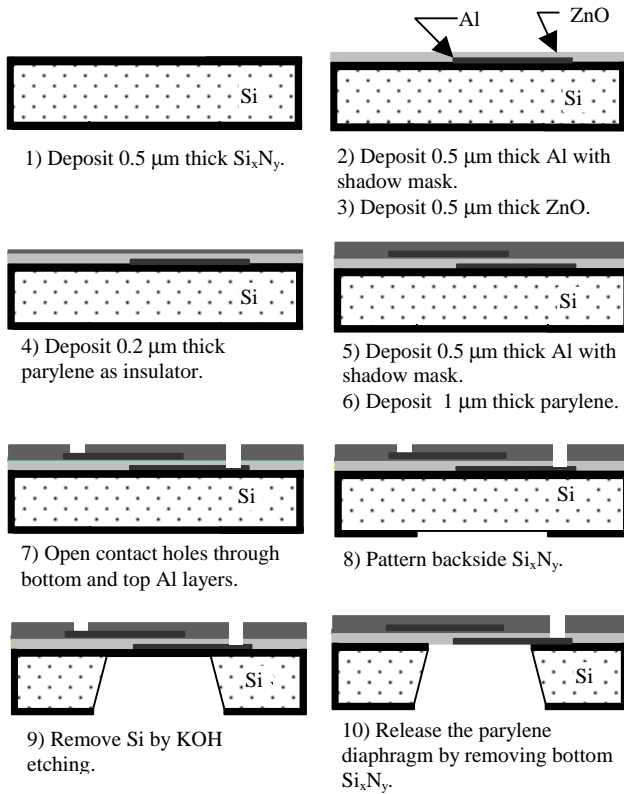 Si
1) Deposit 0.5 μm thick SixNy.
Al
ZnO
Si
2) Deposit 0.5 μm thick Al with
shadow mask.
3) Deposit 0.5 μm thick ZnO.
Si
4) Deposit 0.2 μm thick
parylene as insulator.
Si
5) Deposit 0.5 μm thick Al with
shadow mask.
6) Deposit 1 μm thick parylene.
Si
7) Open contact holes through
bottom and top Al layers.
Si
8) Pattern backside SixNy.
Si
9) Remove Si by KOH
etching.
Si
10) Release the parylene
diaphragm by removing bottom
SixNy.